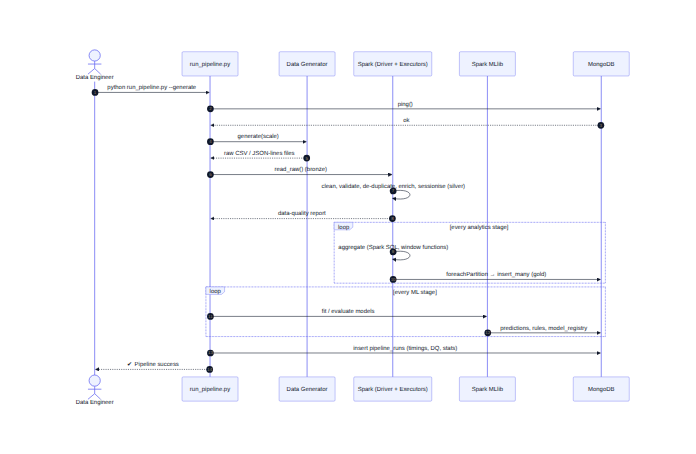 run_pipeline.py
Data Generator
Spark (Driver + Executors)
Spark MLlib
MongoDB
Data Engineer
python run_pipeline.py --generate
ping()
ok
generate(scale)
raw CSV / JSON-lines files
read_raw() (bronze)
clean, validate, de-duplicate, enrich, sessionise (silver)
data-quality report
loop
[every analytics stage]
aggregate (Spark SQL, window functions)
foreachPartition → insert_many (gold)
loop
[every ML stage]
fit / evaluate models
predictions, rules, model_registry
insert pipeline_runs (timings, DQ, stats)
✔ Pipeline success
run_pipeline.py
Data Generator
Spark (Driver + Executors)
Spark MLlib
MongoDB
Data Engineer